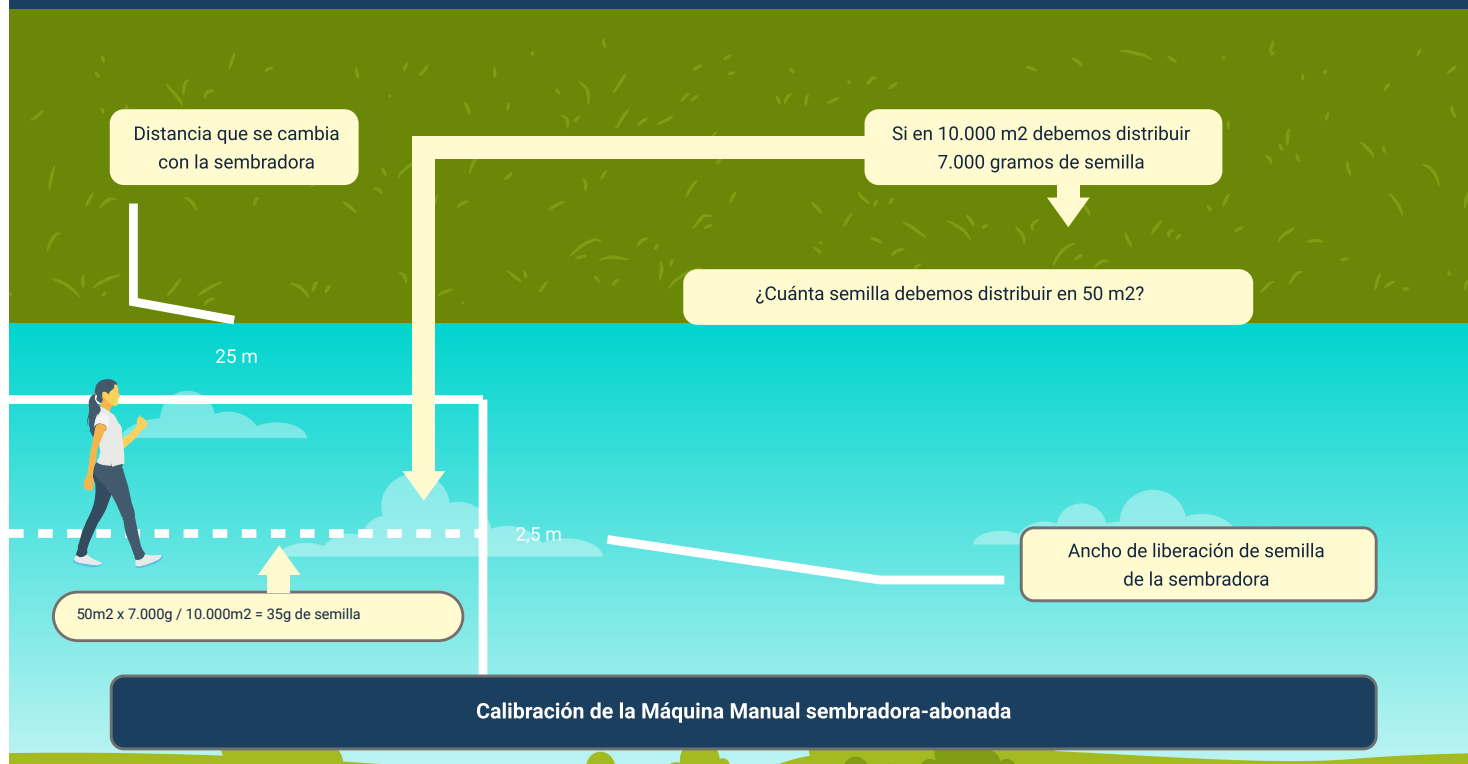 Distancia que se cambia
con la sembradora
Si en 10.000 m2 debemos distribuir
7.000 gramos de semilla
¿Cuánta semilla debemos distribuir en 50 m2?
25 m
2,5 m
Ancho de liberación de semilla
de la sembradora
50m2 x 7.000g / 10.000m2 = 35g de semilla
Calibración de la Máquina Manual sembradora-abonada